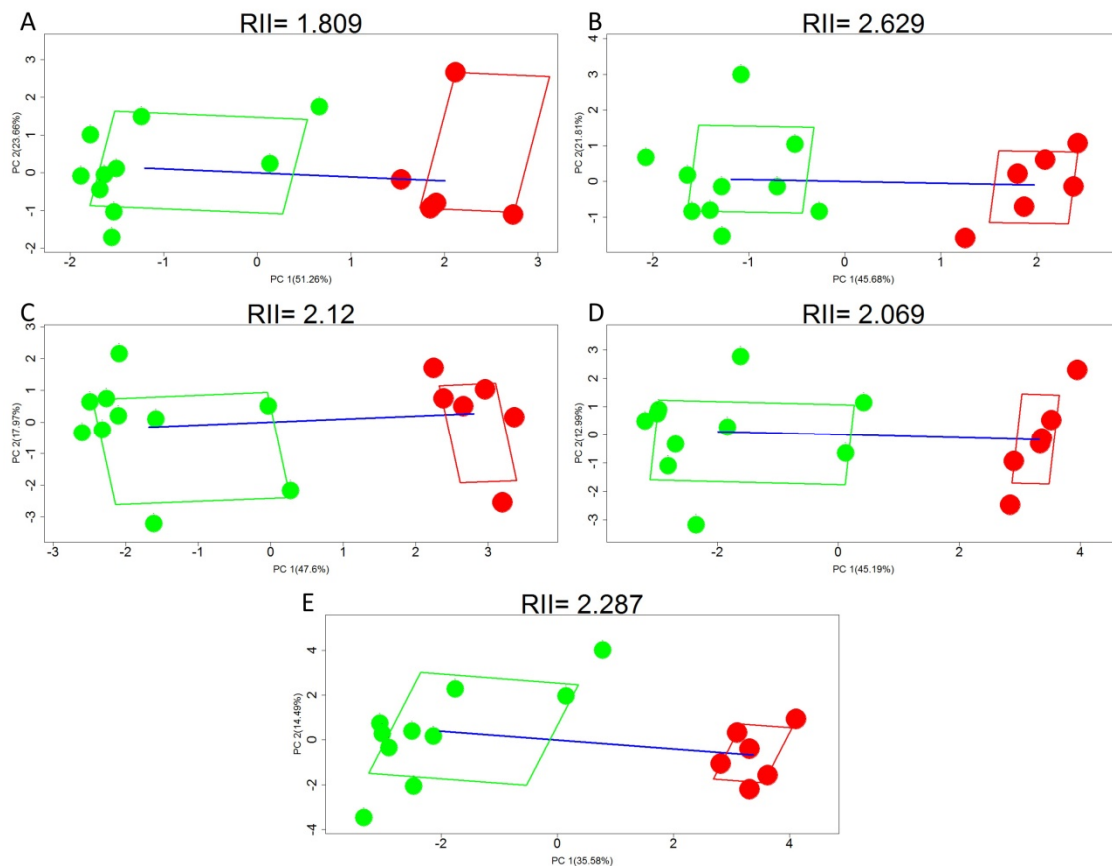 A
RII= 1.809
3
2
1
0
-1
-2
PC 2(23.66%)
-2
-1
0
1
2
3
PC 1(51.26%)
B
RII= 2.629
4
3
2
1
0
-1
PC 2(21.81%)
-2
-1
0
1
2
PC 1(45.68%)
C
RII= 2.12
3
2
1
0
-1
-2
-3
PC 2(17.97%)
-3
-2
-1
0
1
2
3
PC 1(47.6%)
D
RII= 2.069
3
2
1
0
-1
-2
-3
PC 2(12.99%)
-2
0
2
4
PC 1(45.19%)
E
RII= 2.287
4
2
0
-2
-4
PC 2(14.49%)
-2
0
2
4
PC 1(35.58%)